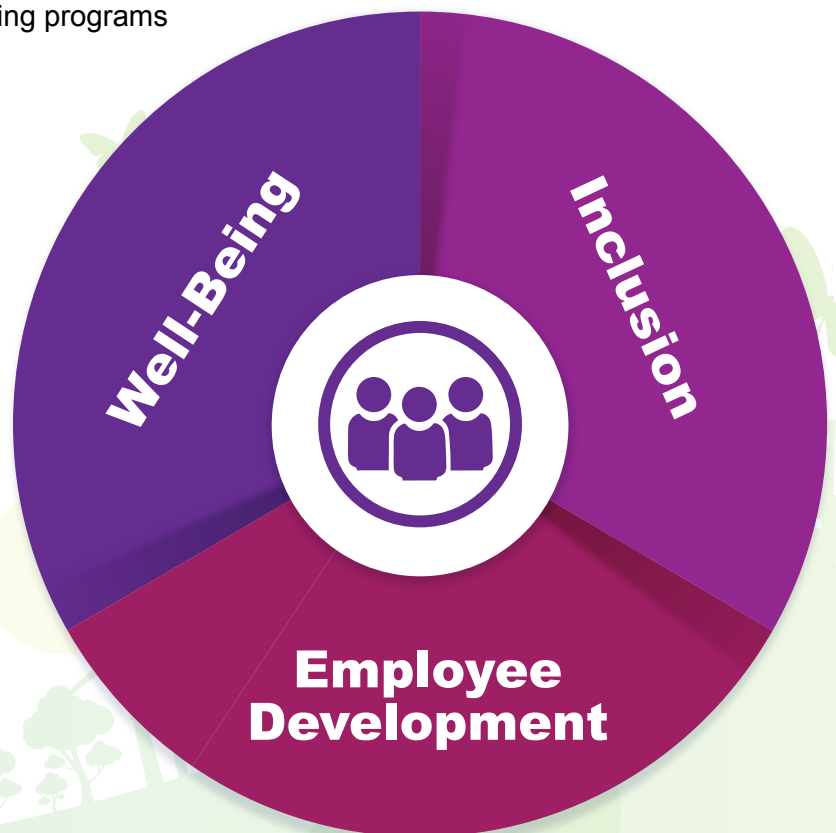 ing programs
Well-Being
Inclusion
Employee
Development